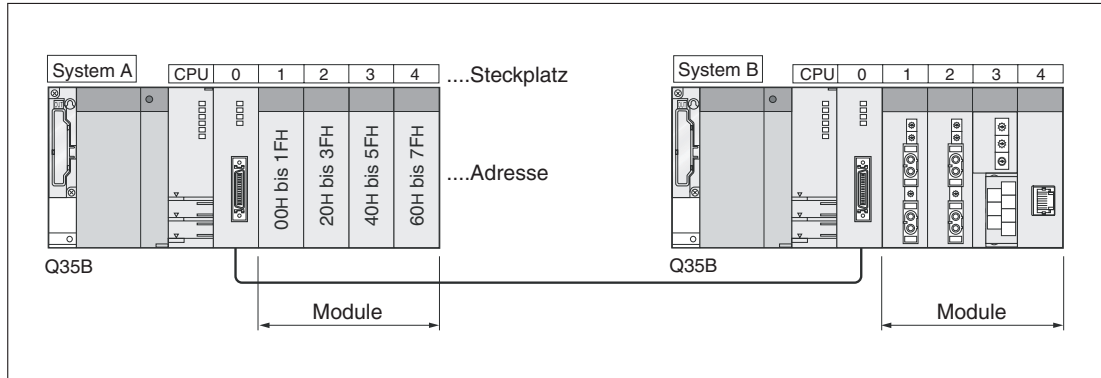 System A
CPU 0 1 2 3 4 ....Steckplatz
00H bis 1FH
20H bis 3FH
40H bis 5FH
60H bis 7FH
....Adresse
Q35B
Module
System B
CPU 0 1 2 3 4
Q35B
Module